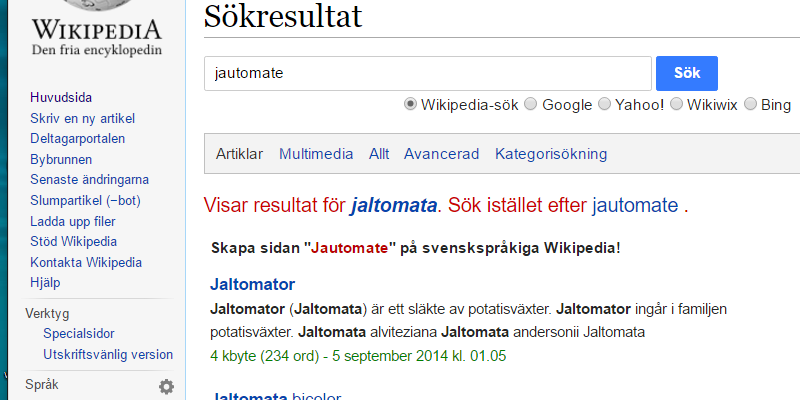 WIKIPEDIA
Den fria encyklopedin
Huvudsida
Skriv en ny artikel
Deltagarportalen
Bybrunnen
Senaste ändringarna
Slumpartikel (−bot)
Ladda upp filer
Stöd Wikipedia
Kontakta Wikipedia
Hjälp
Verktyg
Specialsidor
Utskriftsvänlig version
Språk
Sökresultat
jautomate Sök
Wikipedia-sök Google Yahoo! Wikiwix Bing
Artiklar Multimedia Allt Avancerad Kategorisökning
Visar resultat för jaltomata. Sök istället efter jautomate .
Skapa sidan "Jautomate" på svenskspråkiga Wikipedia!
Jaltomator
Jaltomator (Jaltomata) är ett släkte av potatisväxter. Jaltomator ingår i familjen
potatisväxter. Jaltomata alviteziana Jaltomata andersonii Jaltomata
4 kbyte (234 ord) - 5 september 2014 kl. 01.05
Jaltomata bicolor